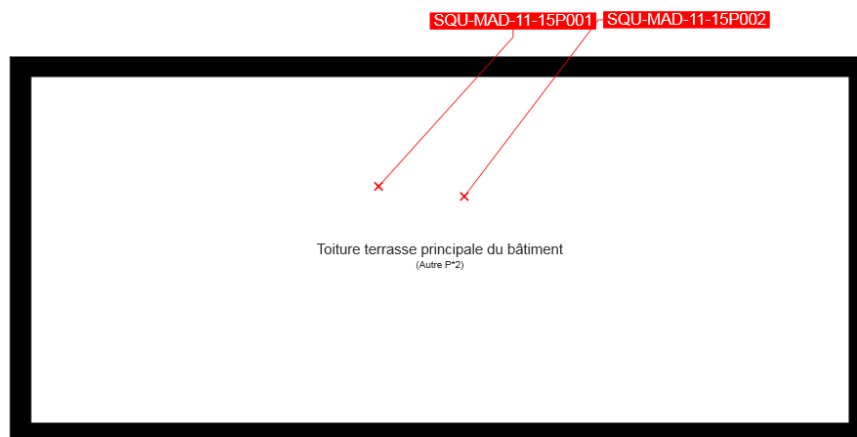 SQU-MAD-11-15P001 SQU-MAD-11-15P002
Toiture terrasse principale du bâtiment
(Autre P*2)